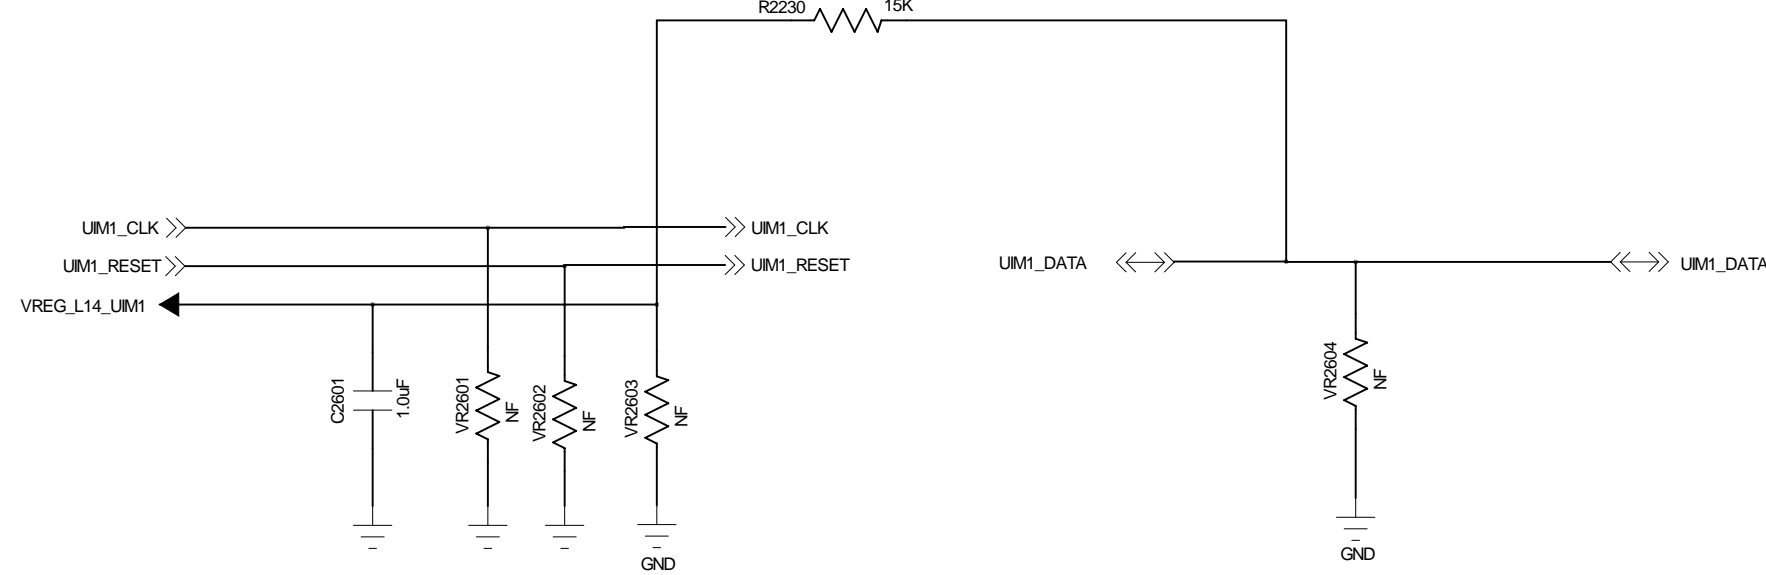 R2230 15K
UIM1_CLK UIM1_CLK
UIM1_RESET UIM1_RESET
UIM1_DATA UIM1_DATA
VREG_L14_UIM1
C2601 1.0uF
VR2601 NF
VR2602 NF
VR2603 NF
VR2604 NF
GND
GND